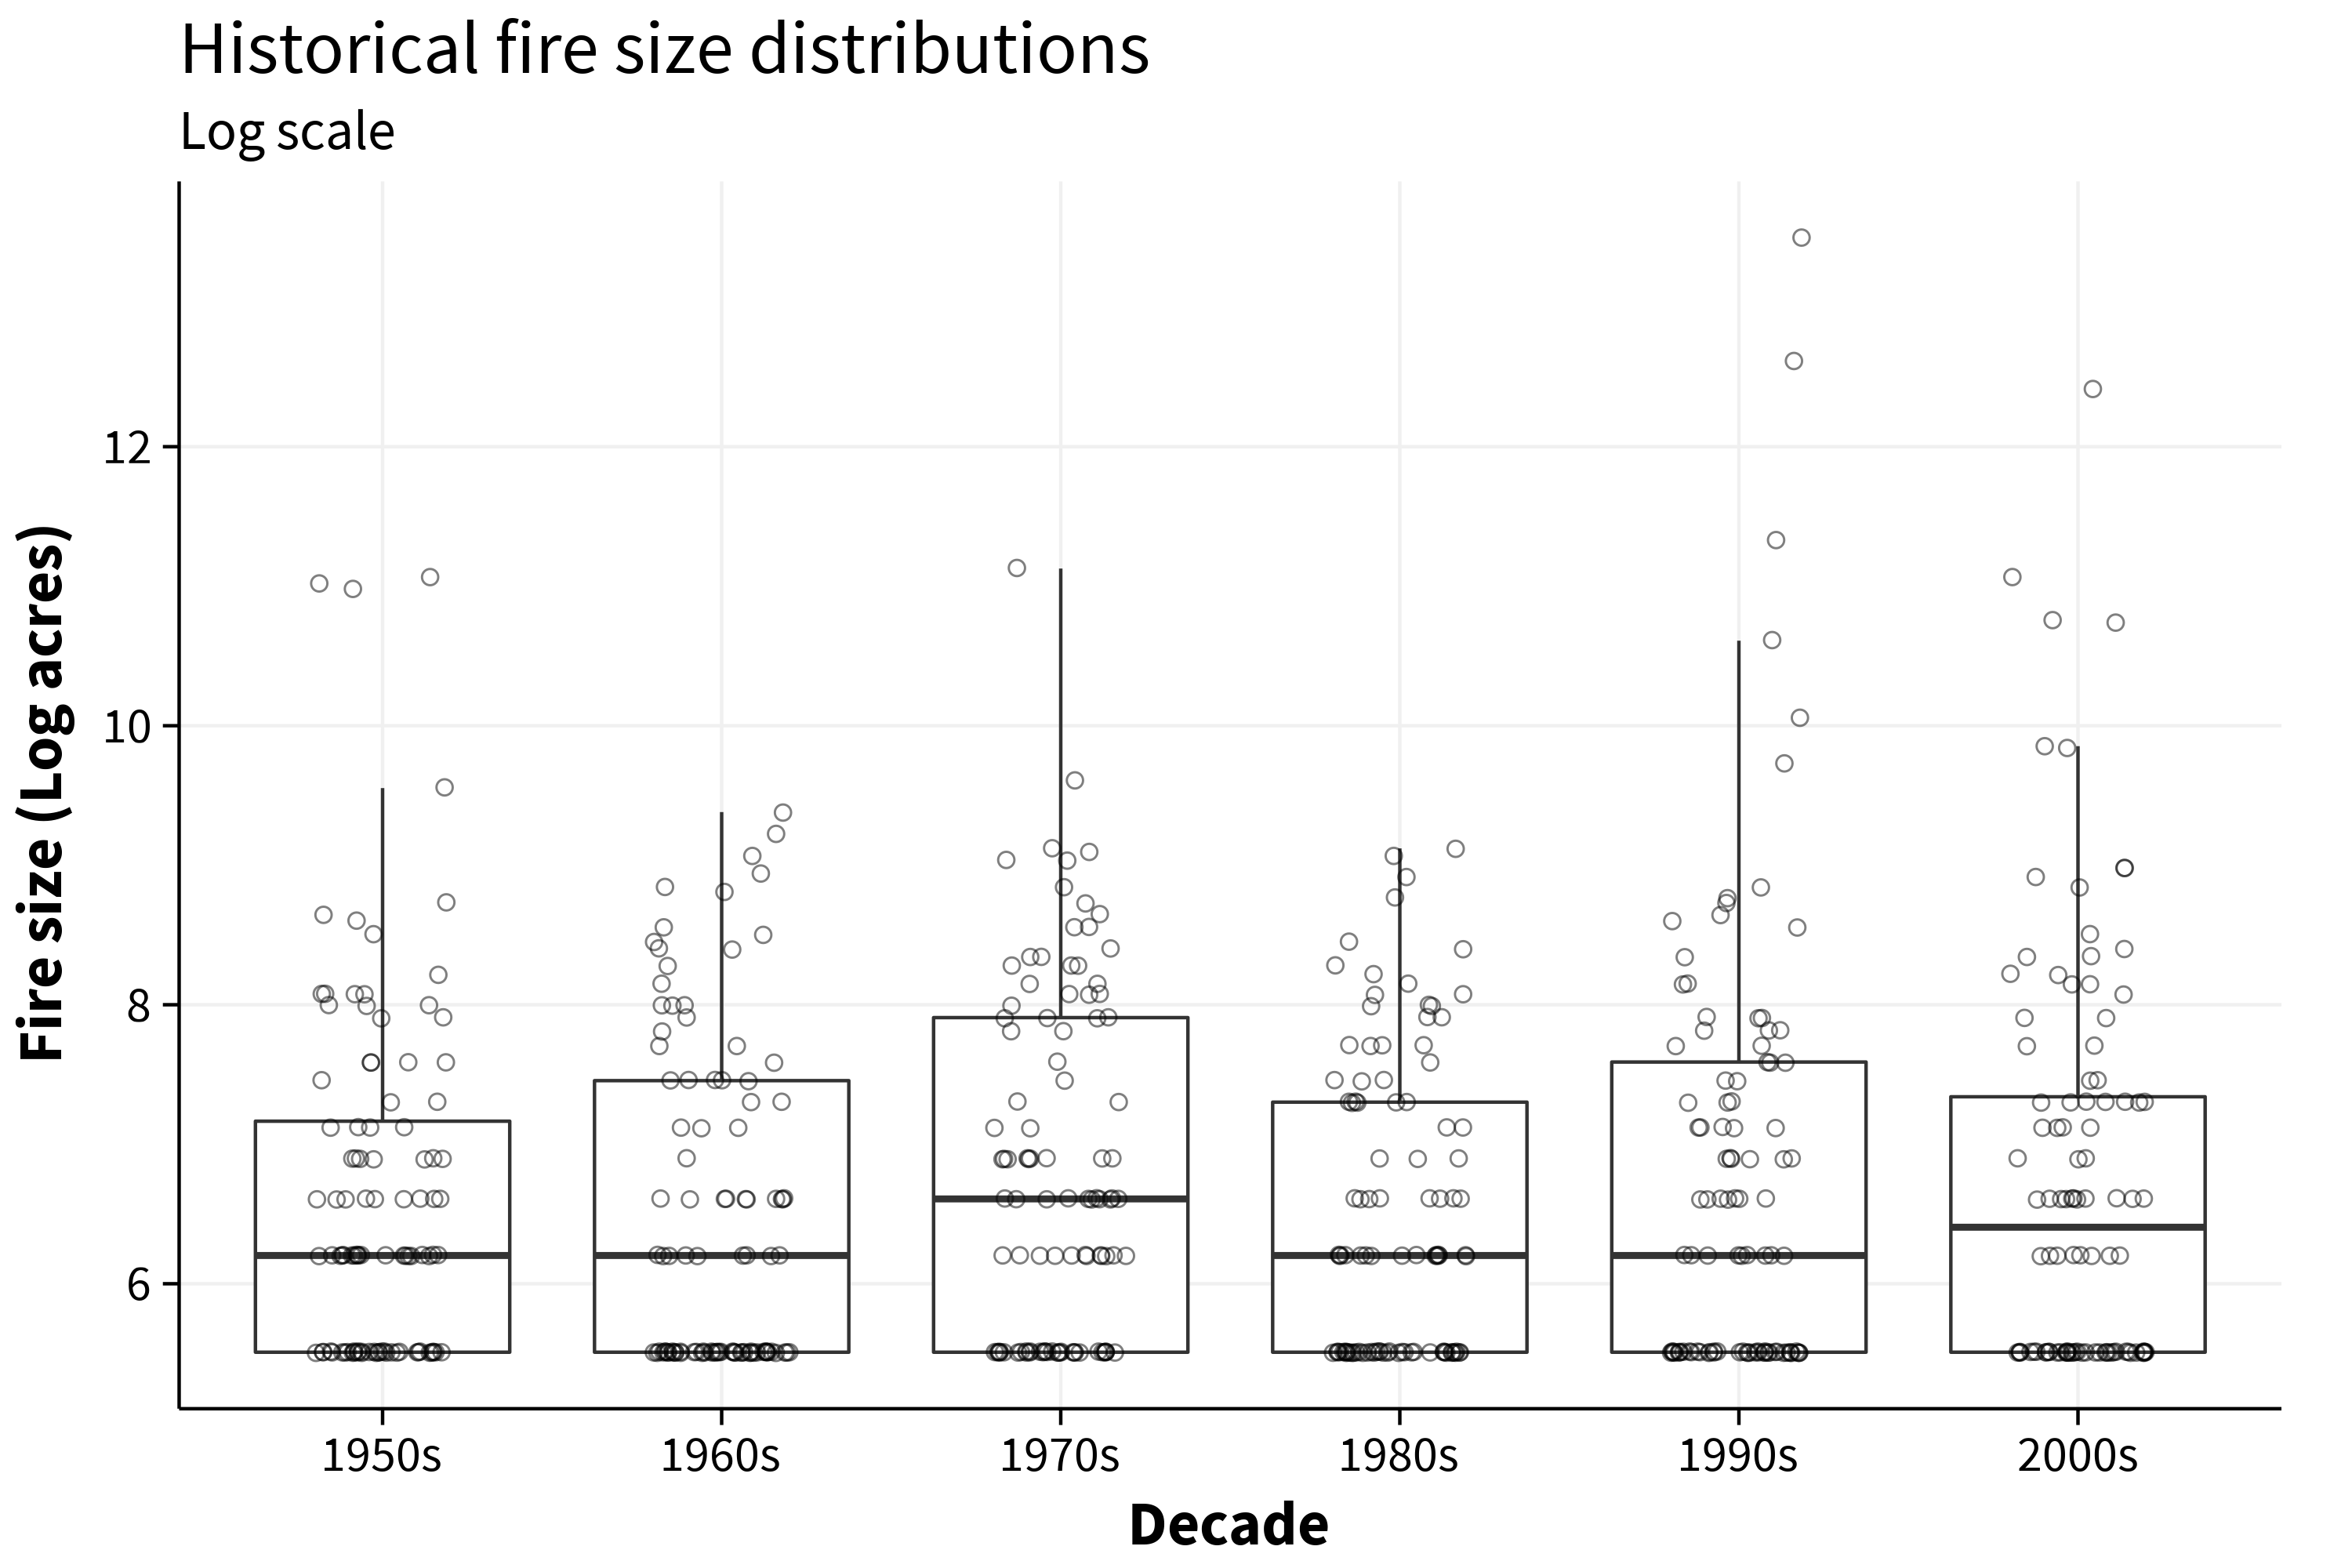 Historical fire size distributions
Log scale
Fire size (Log acres)
12
10
8
6
1950s 1960s 1970s 1980s 1990s 2000s
Decade